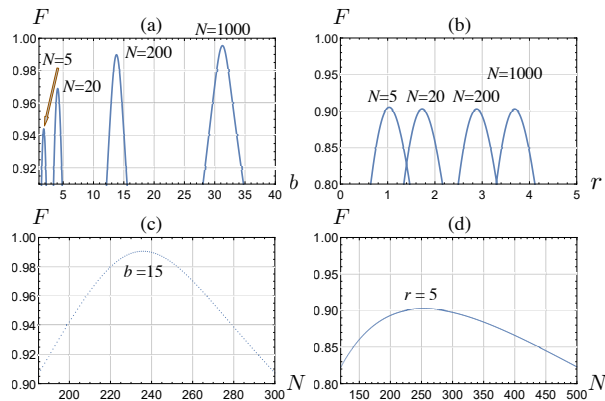 F (a)
1.00
0.98
0.96
0.94
0.92
N=5
N=20
N=200
N=1000
1 5 10 15 20 25 30 35 40 b
F (b)
1.00
0.95
0.90
0.85
0.80
N=5 N=20 N=200 N=1000
0 1 2 3 4 5 r
F (c)
1.00
0.98
0.96
0.94
0.92
0.90
b=15
200 220 240 260 280 300 N
F (d)
1.00
0.95
0.90
0.85
0.80
r=5
150 200 250 300 350 400 450 500 N